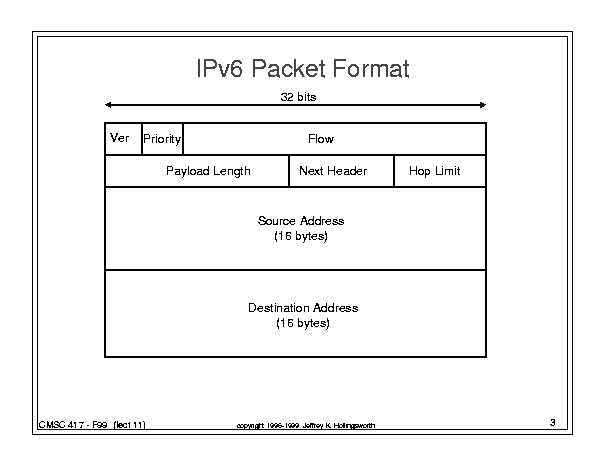 IPv6 Packet Format
32 bits
Ver Priority Flow
Payload Length Next Header Hop Limit
Source Address
(16 bytes)
Destination Address
(16 bytes)
CMSC 417 - F99 (lect 11) copyright 1996-1999 Jeffrey K. Hollingsworth 3